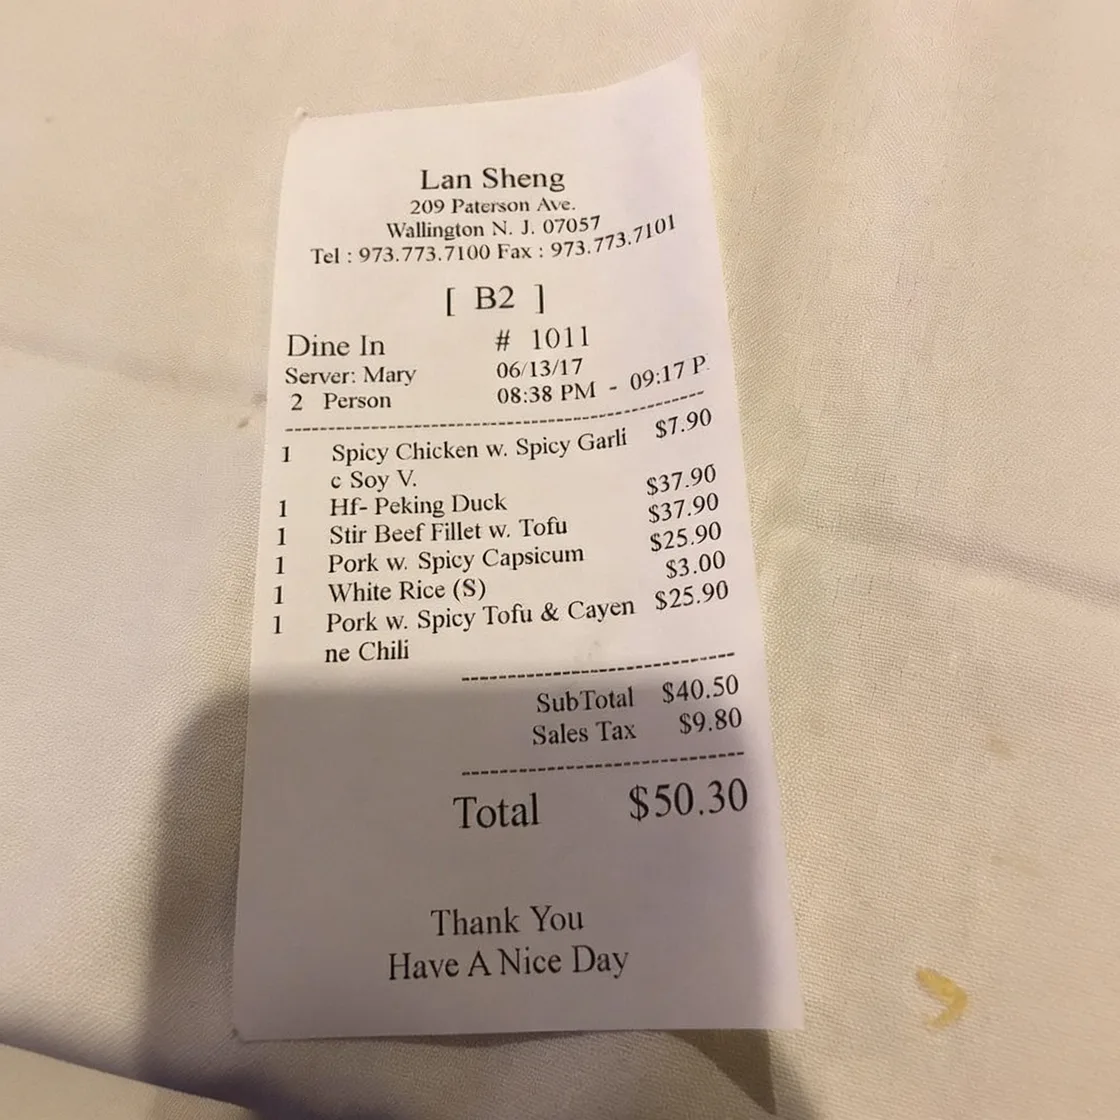 Lan Sheng
209 Paterson Ave.
Wallington N. J. 07057
Tel : 973.773.7100 Fax : 973.773.7101
[ B2 ]
Dine In # 1011
Server: Mary 06/13/17
2 Person 08:38 PM - 09:17 P
1 Spicy Chicken w. Spicy Garli $7.90
c Soy V.
1 Hf- Peking Duck $37.90
1 Stir Beef Fillet w. Tofu $37.90
1 Pork w. Spicy Capsicum $25.90
1 White Rice (S) $3.00
1 Pork w. Spicy Tofu & Cayen $25.90
ne Chili
SubTotal $40.50
Sales Tax $9.80
Total $50.30
Thank You
Have A Nice Day